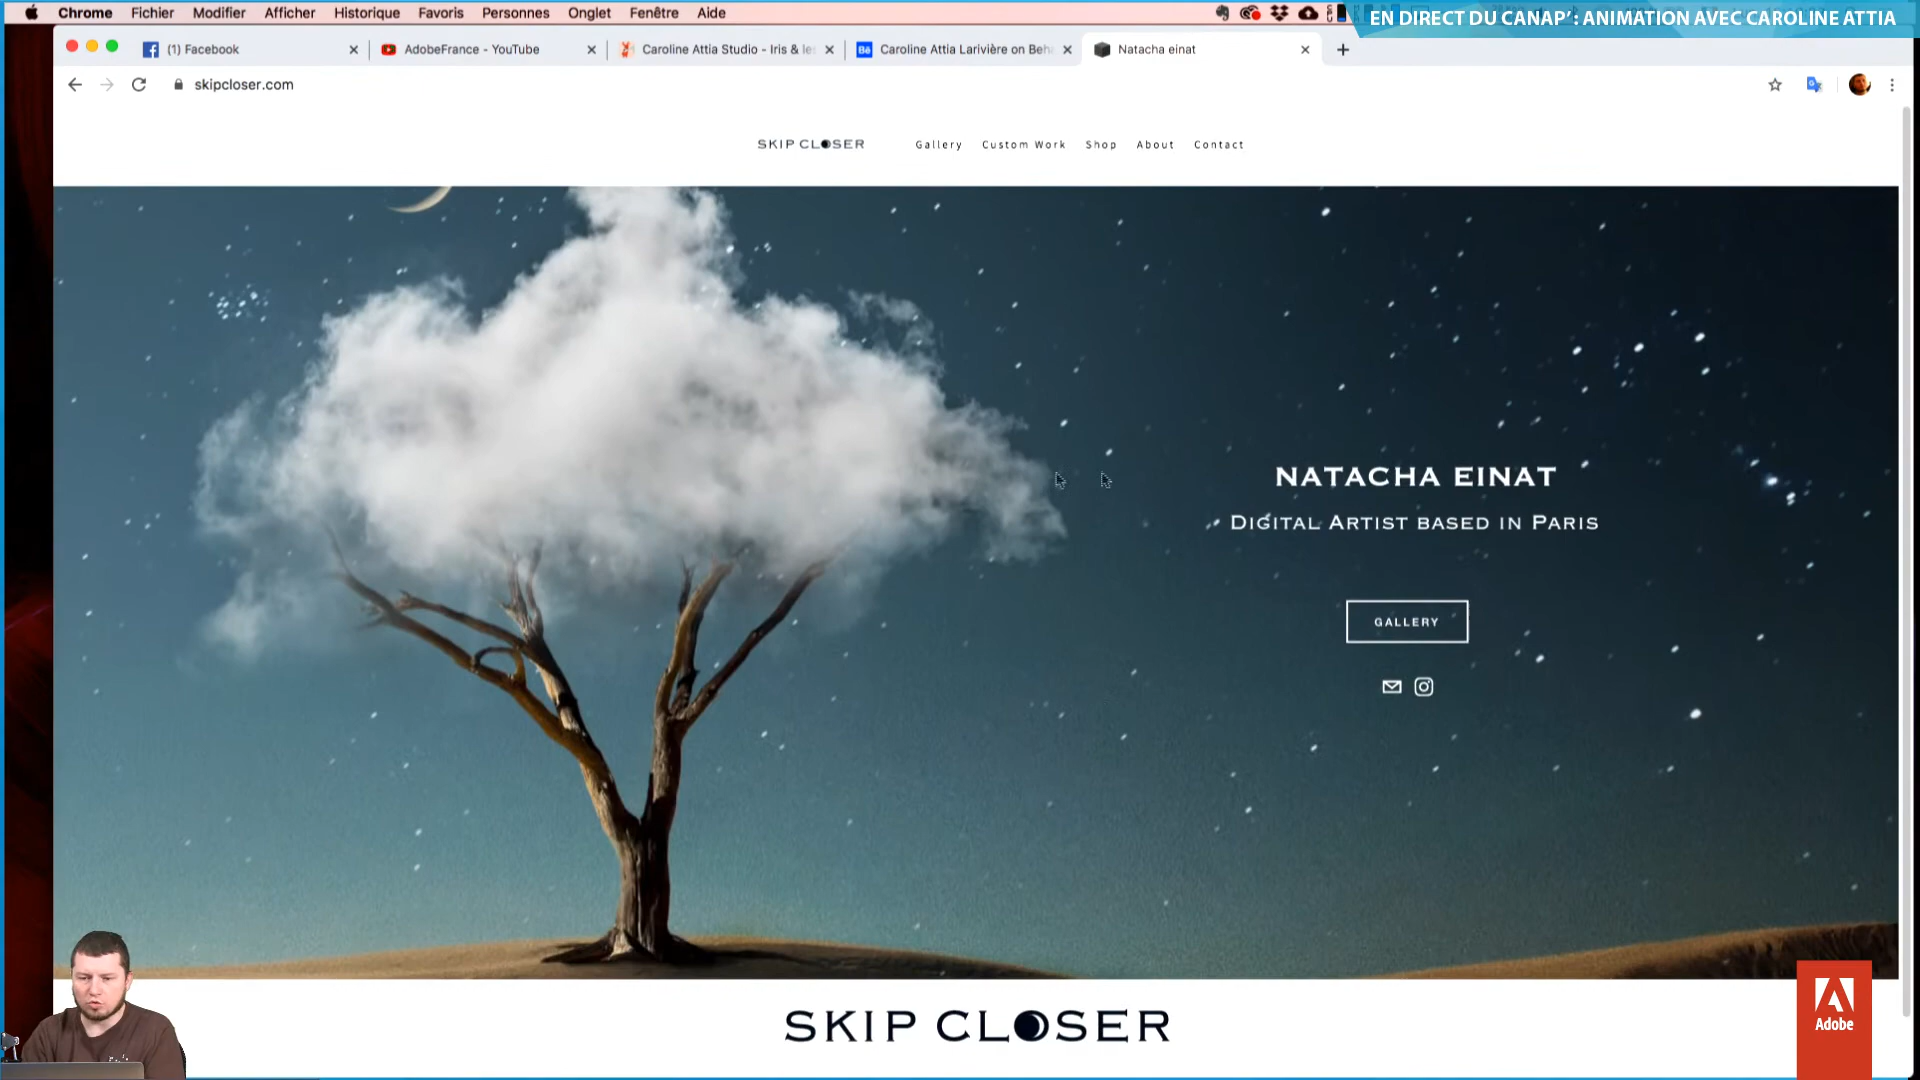 Chrome Fichier Modifier Afficher Historique Favoris Personnes Onglet Fenêtre Aide
EN DIRECT DU CANAP' : ANIMATION AVEC CAROLINE ATTIA
(1) Facebook
AdobeFrance - YouTube
Caroline Attia Studio - Iris & les
Caroline Attia Larivière on Beha
Natacha einat
skipcloser.com
SKIP CLOSER
Gallery Custom Work Shop About Contact
NATACHA EINAT
DIGITAL ARTIST BASED IN PARIS
GALLERY
SKIP CLOSER
Adobe